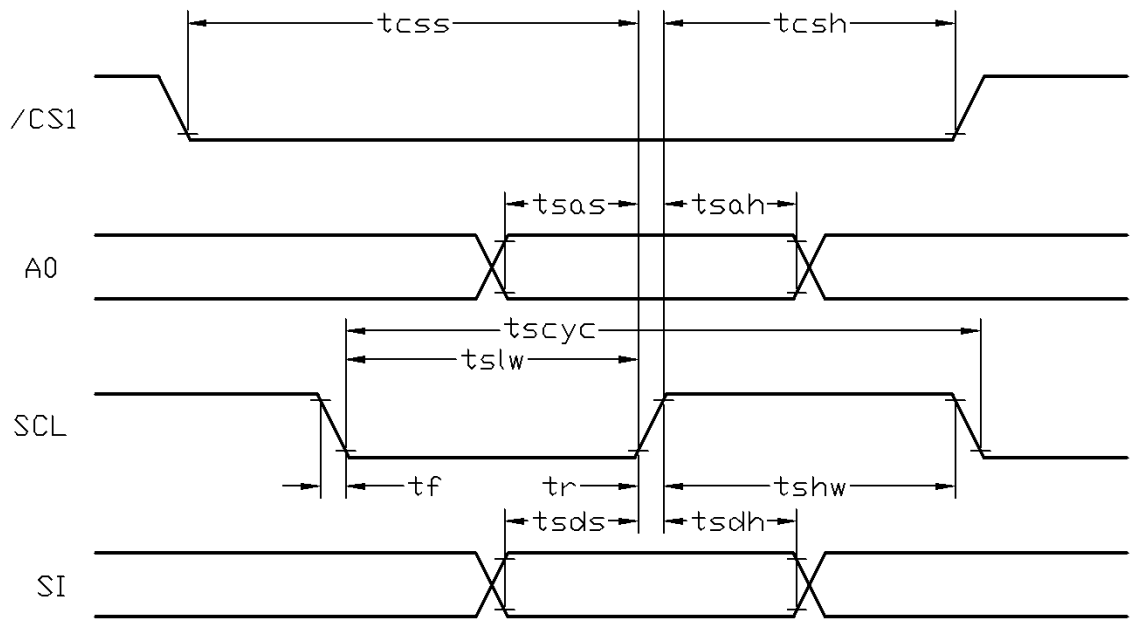 tcss
tcsh
/CS1
tsas
tsah
A0
tscyc
tslw
SCL
tf
tr
tshw
tsds
tsdh
SI